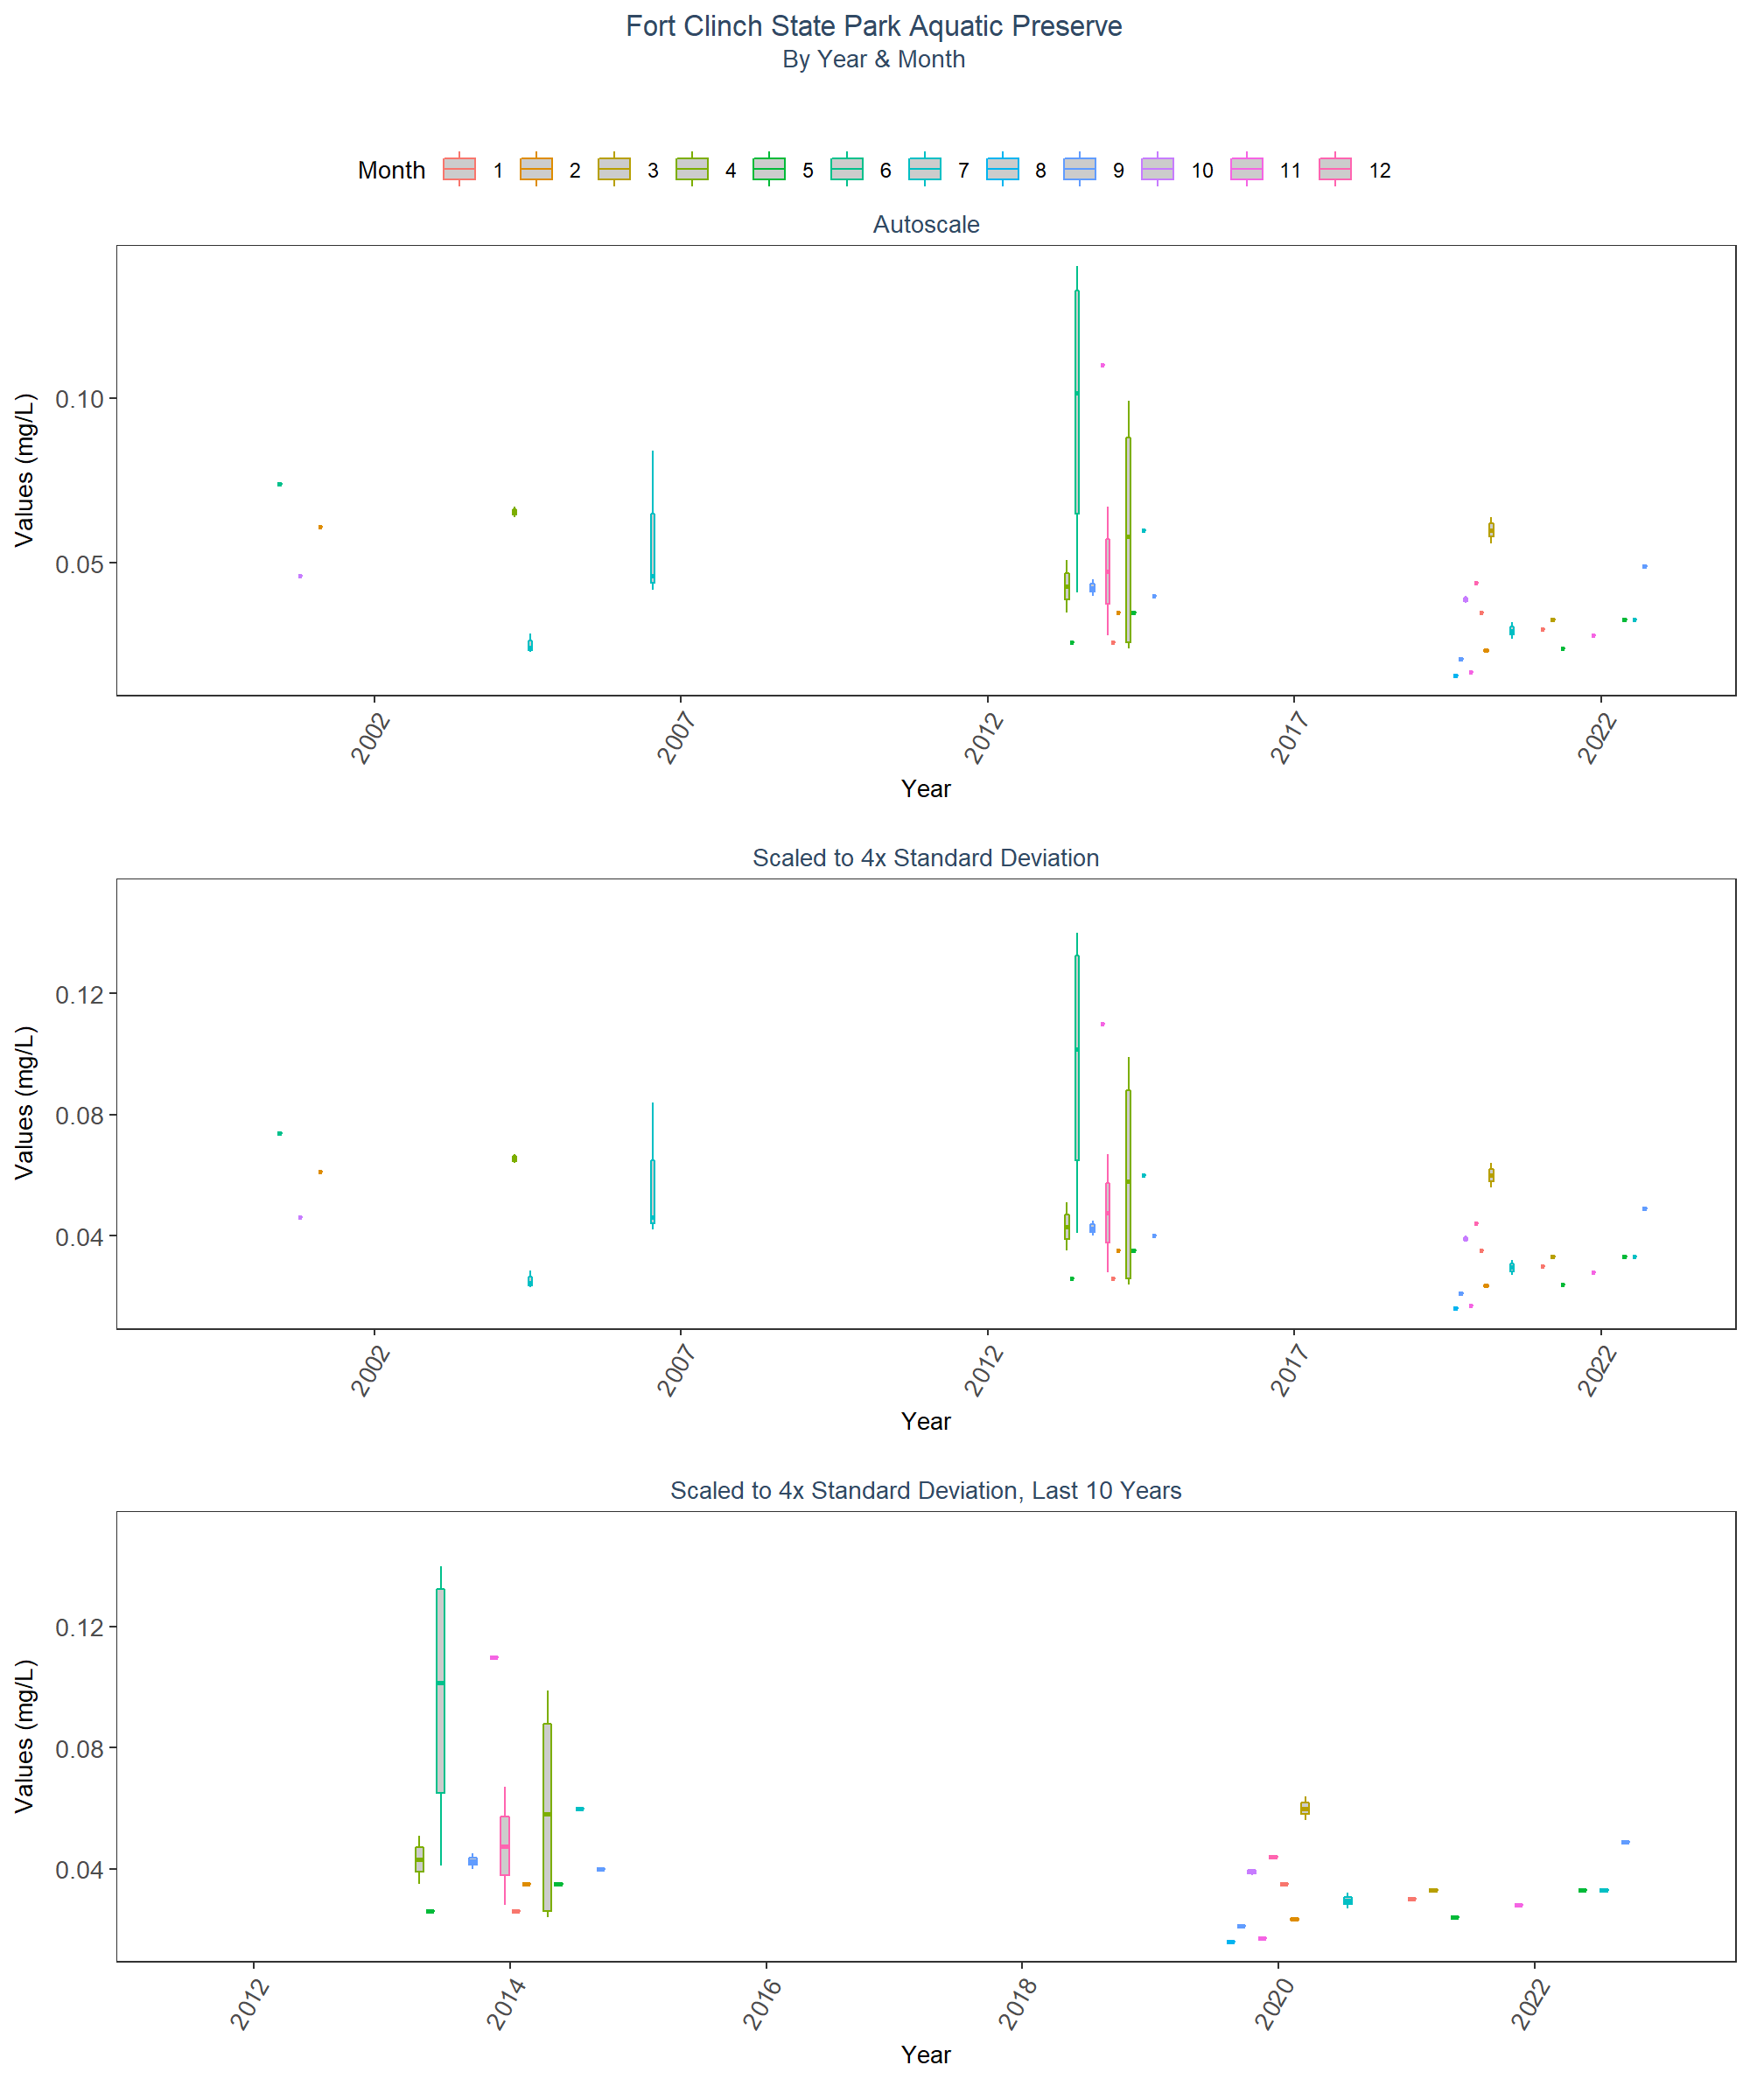 Fort Clinch State Park Aquatic Preserve
By Year & Month
Month 1 2 3 4 5 6 7 8 9 10 11 12
Autoscale
Values (mg/L)
0.10
0.05
2002 2007 2012 2017 2022
Year
Scaled to 4x Standard Deviation
Values (mg/L)
0.12
0.08
0.04
2002 2007 2012 2017 2022
Year
Scaled to 4x Standard Deviation, Last 10 Years
Values (mg/L)
0.12
0.08
0.04
2012 2014 2016 2018 2020 2022
Year